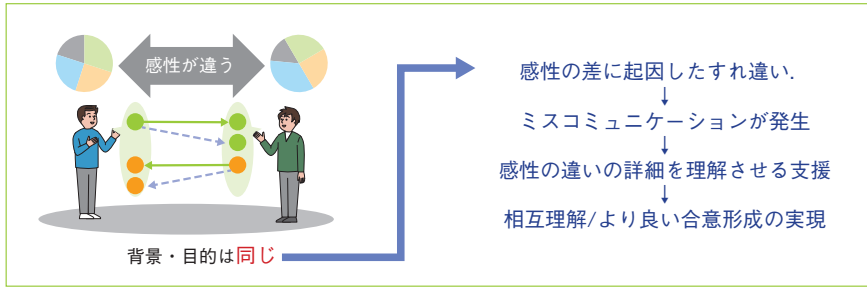 感性が違う
背景・目的は同じ
感性の差に起因したすれ違い.
ミスコミュニケーションが発生
感性の違いの詳細を理解させる支援
相互理解/より良い合意形成の実現